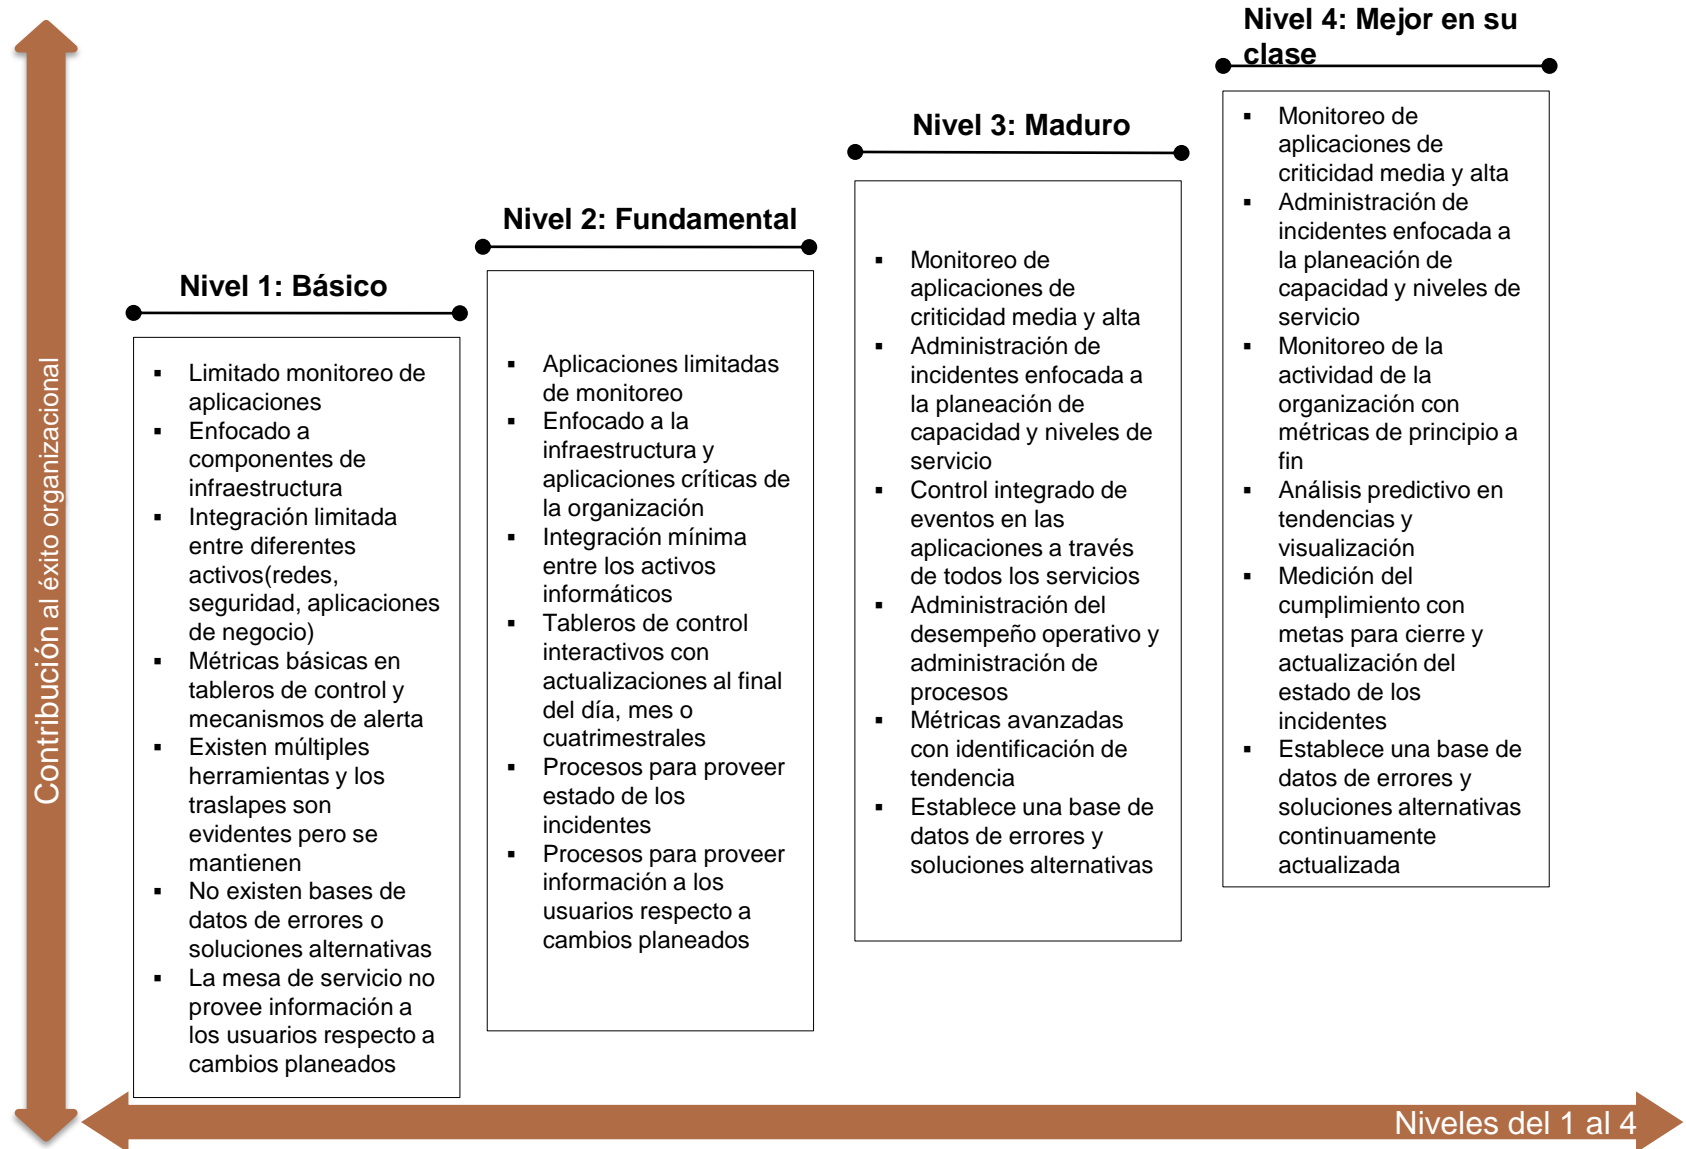 Contribución al éxito organizacional
Nivel 1: Básico
▪ Limitado monitoreo de
aplicaciones
▪ Enfocado a
componentes de
infraestructura
▪ Integración limitada
entre diferentes
activos(redes,
seguridad, aplicaciones
de negocio)
▪ Métricas básicas en
tableros de control y
mecanismos de alerta
▪ Existen múltiples
herramientas y los
traslapes son
evidentes pero se
mantienen
▪ No existen bases de
datos de errores o
soluciones alternativas
▪ La mesa de servicio no
provee información a
los usuarios respecto a
cambios planeados
Nivel 2: Fundamental
▪ Aplicaciones limitadas
de monitoreo
▪ Enfocado a la
infraestructura y
aplicaciones críticas de
la organización
▪ Integración mínima
entre los activos
informáticos
▪ Tableros de control
interactivos con
actualizaciones al final
del día, mes o
cuatrimestrales
▪ Procesos para proveer
estado de los
incidentes
▪ Procesos para proveer
información a los
usuarios respecto a
cambios planeados
Nivel 3: Maduro
▪ Monitoreo de
aplicaciones de
criticidad media y alta
▪ Administración de
incidentes enfocada a
la planeación de
capacidad y niveles de
servicio
▪ Control integrado de
eventos en las
aplicaciones a través
de todos los servicios
▪ Administración del
desempeño operativo y
administración de
procesos
▪ Métricas avanzadas
con identificación de
tendencia
▪ Establece una base de
datos de errores y
soluciones alternativas
Nivel 4: Mejor en su
clase
▪ Monitoreo de
aplicaciones de
criticidad media y alta
▪ Administración de
incidentes enfocada a
la planeación de
capacidad y niveles de
servicio
▪ Monitoreo de la
actividad de la
organización con
métricas de principio a
fin
▪ Análisis predictivo en
tendencias y
visualización
▪ Medición del
cumplimiento con
metas para cierre y
actualización del
estado de los
incidentes
▪ Establece una base de
datos de errores y
soluciones alternativas
continuamente
actualizada
Niveles del 1 al 4